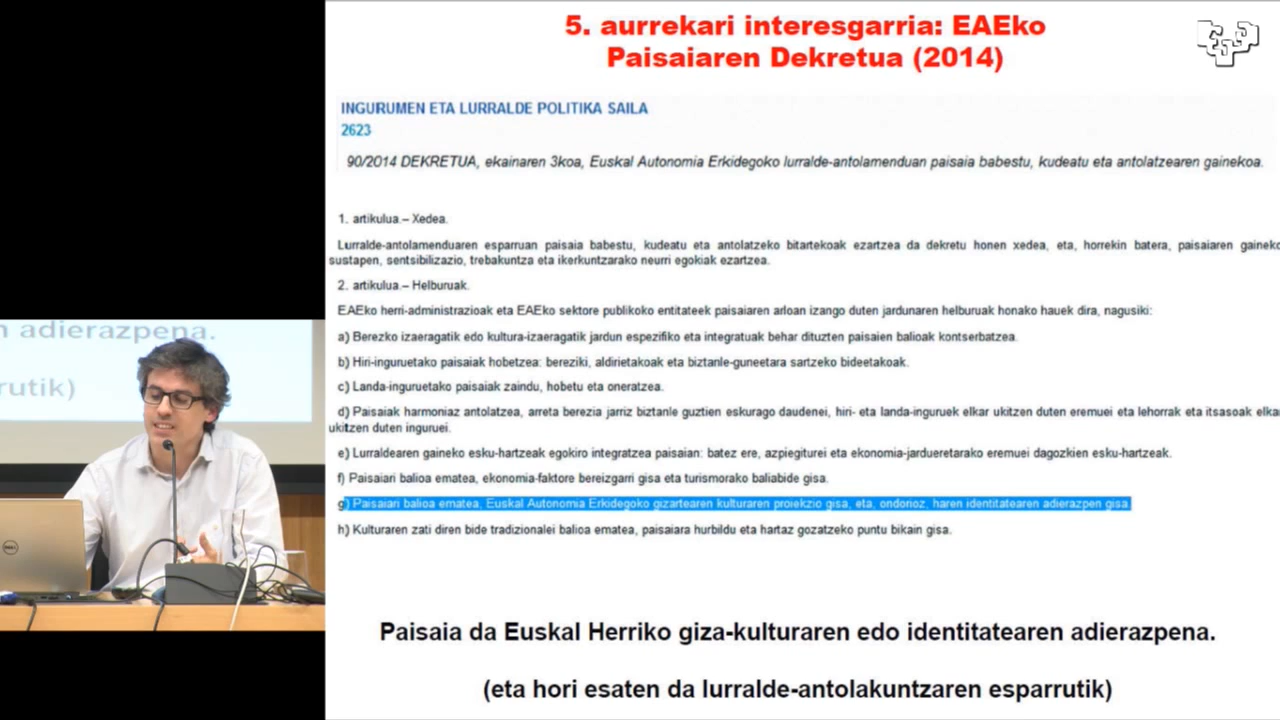 5. aurrekari interesgarria: EAEko
Paisaiaren Dekretua (2014)
INGURUMEN ETA LURRALDE POLITIKA SAILA
2623
90/2014 DEKRETUA, ekainaren 3koa, Euskal Autonomia Erkidegoko lurralde-antolamenduan paisaia babestu, kudeatu eta antolatzearen gainekoa.
1. artikulua.– Xedea.
Lurralde-antolamenduaren esparruan paisaia babestu, kudeatu eta antolatzeko bitartekoak ezartzea da dekretu honen xedea, eta, horrekin batera, paisaiaren gaineko
sustapen, sentsibilizazio, trebakuntza eta ikerkuntzarako neurri egokiak ezartzea.
2. artikulua.– Helburuak.
EAEko herri-administrazioak eta EAEko sektore publikoko entitateek paisaiaren arloan izango duten jardunaren helburuak honako hauek dira, nagusiki:
a) Berezko izaeragatik edo kultura-izaeragatik jardun espezifiko eta integratuak behar dituzten paisaien balioak kontserbatzea.
b) Hiri-inguruetako paisaiak hobetzea: bereziki, aldirietakoak eta biztanle-guneetara sartzeko bideetakoak.
c) Landa-inguruetako paisaiak zaindu, hobetu eta oneratzea.
d) Paisaiak harmoniaz antolatzea, arreta berezia jarriz biztanle guztien eskurago daudenei, hiri- eta landa-inguruek elkar ukitzen duten eremuei eta lehorrak eta itsasoak elkar
ukitzen duten inguruei.
e) Lurraldearen gaineko esku-hartzeak egokiro integratzea paisaian: batez ere, azpiegiturei eta ekonomia-jardueretarako eremuei dagozkien esku-hartzeak.
f) Paisaiari balioa ematea, ekonomia-faktore bereizgarri gisa eta turismorako baliabide gisa.
g) Paisaiari balioa ematea, Euskal Autonomia Erkidegoko gizartearen kulturaren proiekzio gisa, eta, ondorioz, haren identitatearen adierazpen gisa.
h) Kulturaren zati diren bide tradizionalei balioa ematea, paisaiara hurbildu eta hartaz gozatzeko puntu bikain gisa.
Paisaia da Euskal Herriko giza-kulturaren edo identitatearen adierazpena.
(eta hori esaten da lurralde-antolakuntzaren esparrutik)
n adierazpena.
rutik)
DELL